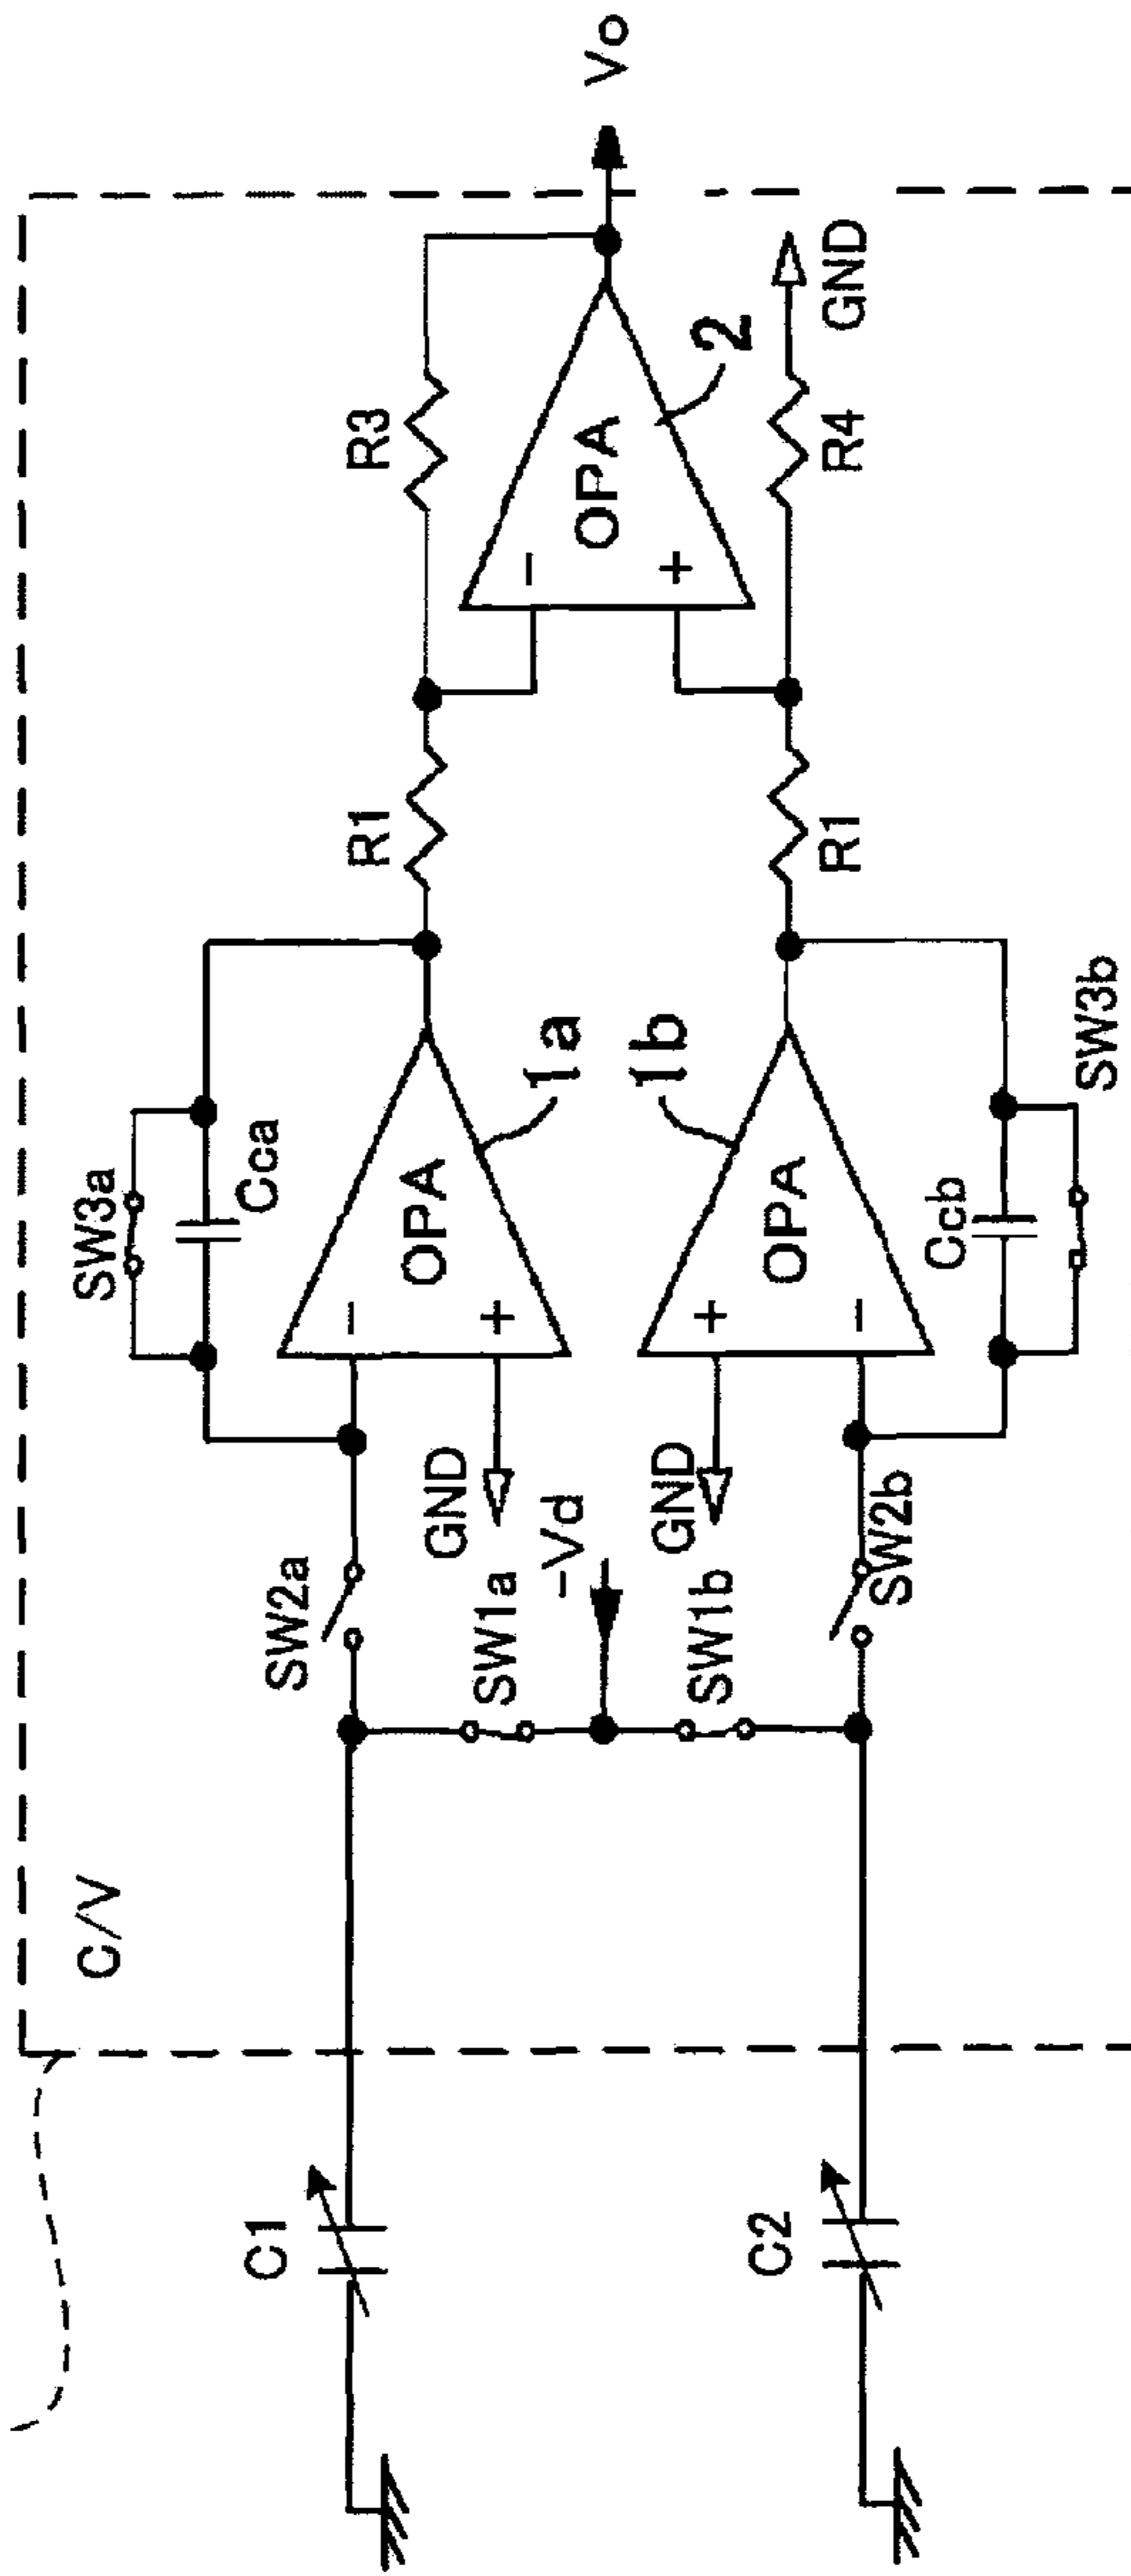 C/V
C1
C2
SW2a
SW1a
-Vd
SW1b
SW2b
GND
GND
SW3a
Cca
-
+
OPA
1a
+
-
OPA
1b
Ccb
SW3b
R1
R1
R3
-
+
OPA
2
R4
GND
Vo